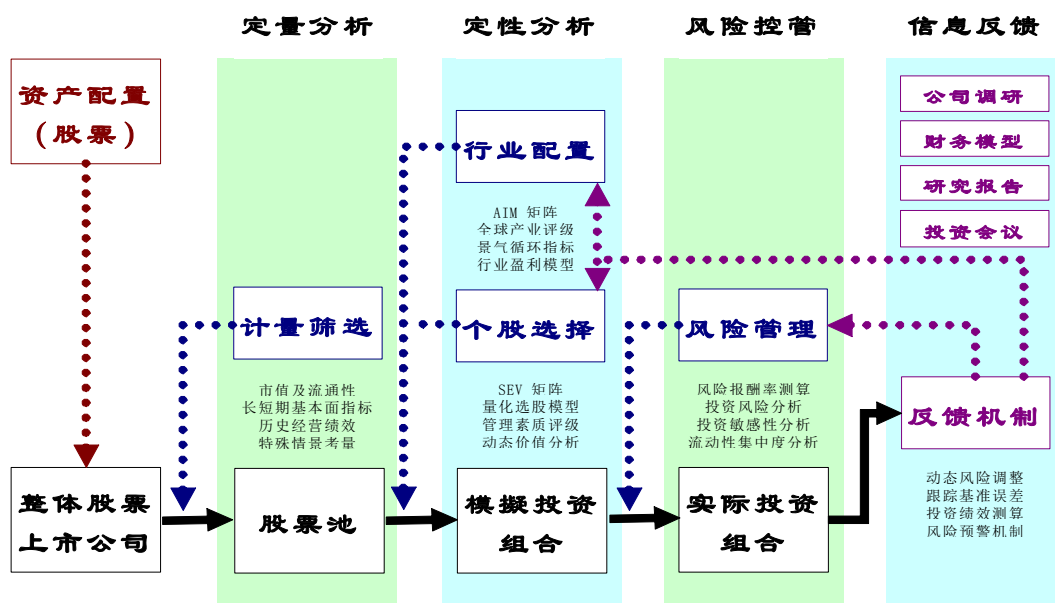 定量分析
定性分析
风险控管
信息反馈
资产配置
(股票)
整体股票
上市公司
计量筛选
市值及流通性
长短期基本面指标
历史经营绩效
特殊情景考量
股票池
行业配置
AIM 矩阵
全球产业评级
景气循环指标
行业盈利模型
个股选择
SEV 矩阵
量化选股模型
管理素质评级
动态价值分析
模拟投资
组合
风险管理
风险报酬率测算
投资风险分析
投资敏感性分析
流动性集中度分析
实际投资
组合
公司调研
财务模型
研究报告
投资会议
反馈机制
动态风险调整
跟踪基准误差
投资绩效测算
风险预警机制